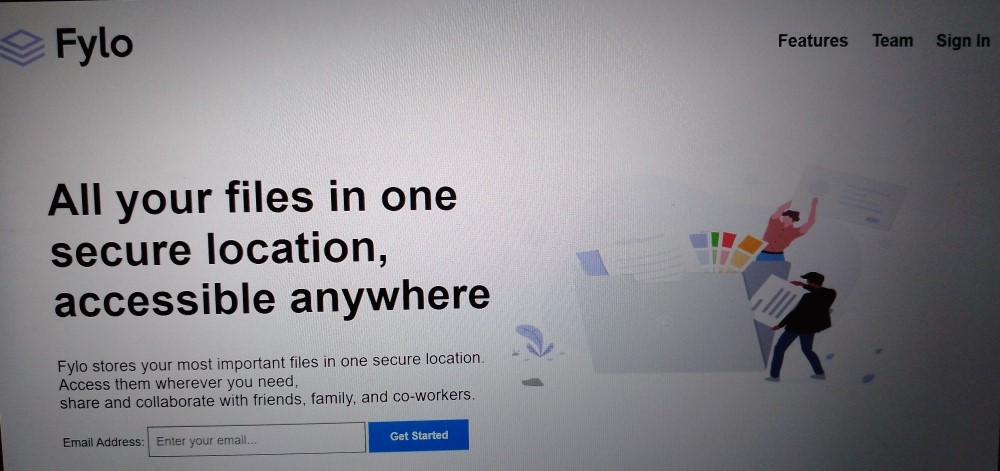 Fylo
Features Team Sign In
All your files in one
secure location,
accessible anywhere
Fylo stores your most important files in one secure location.
Access them wherever you need,
share and collaborate with friends, family, and co-workers.
Email Address: Enter your email... Get Started